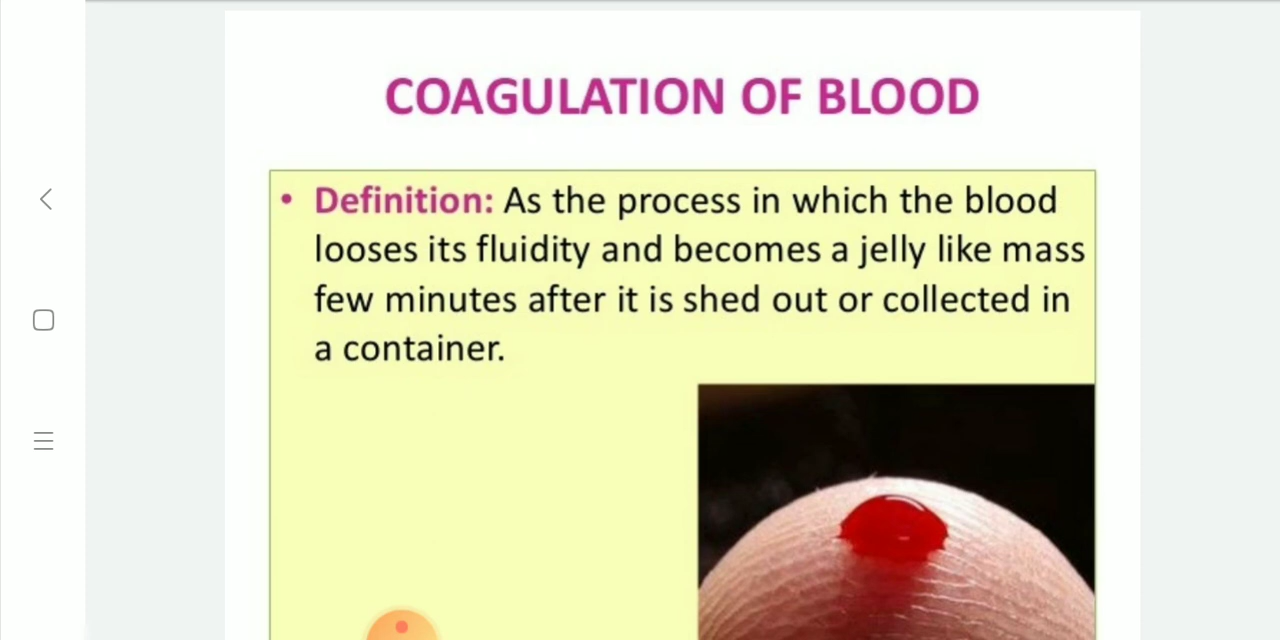 COAGULATION OF BLOOD
• Definition: As the process in which the blood
looses its fluidity and becomes a jelly like mass
few minutes after it is shed out or collected in
a container.